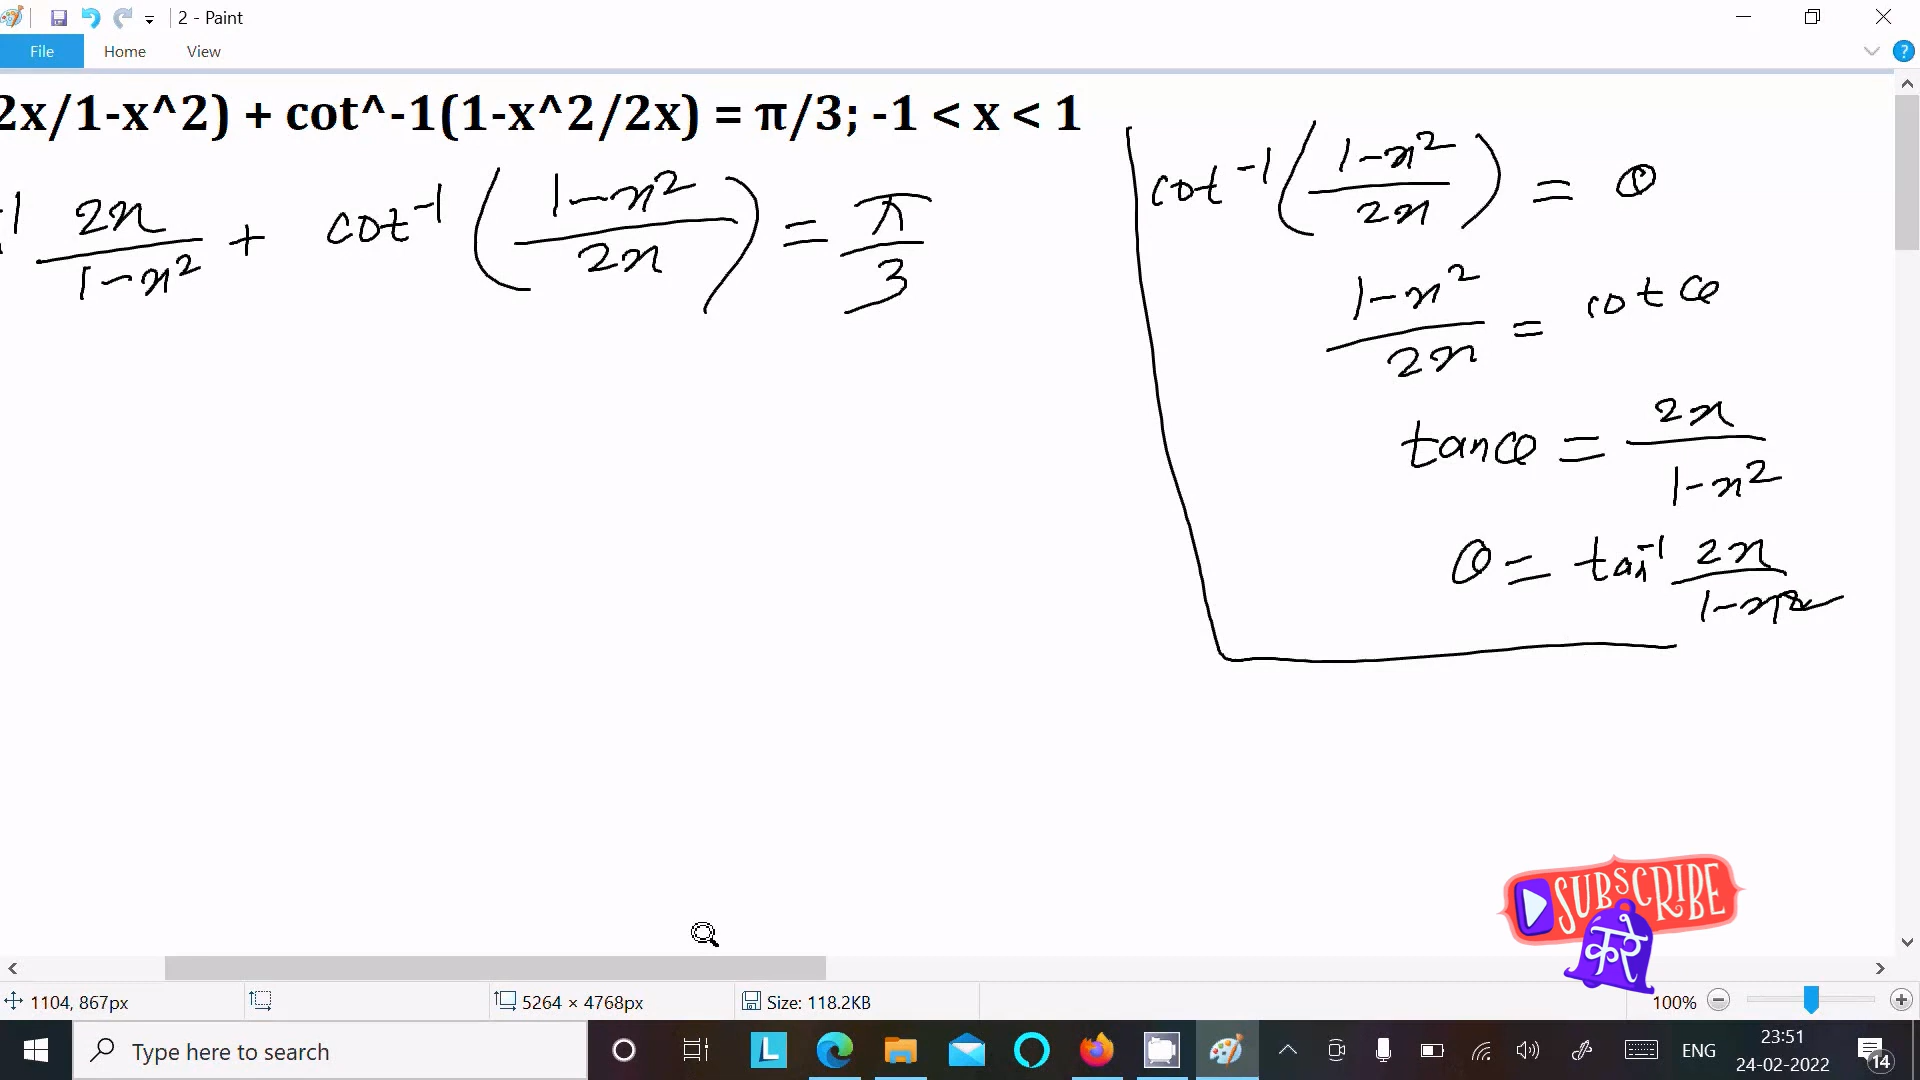 2 - Paint
File Home View
2x/1-x^2) + cot^-1(1-x^2/2x) = π/3; -1 < x < 1
-1 2x/1-x² + cot⁻¹(1-x²/2x) = π/3
cot⁻¹(1-x²/2x) = θ
1-x²/2x = cot θ
tan θ = 2x/1-x²
θ = tan⁻¹ 2x/1-x²
SUBSCRIBE
करे
1104, 867px 5264 × 4768px Size: 118.2KB 100%
Type here to search
L
ENG
23:51
24-02-2022
14